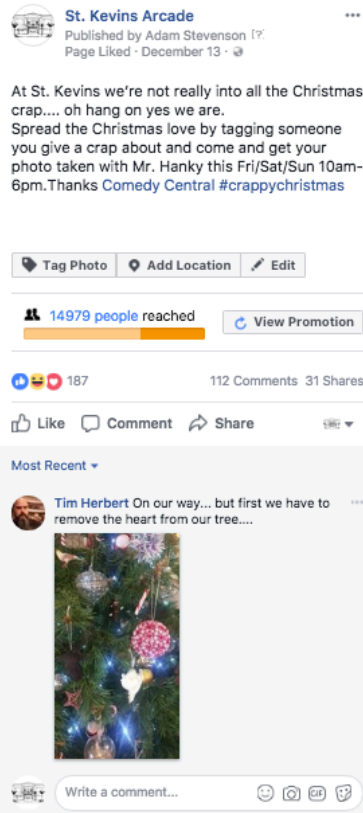 St. Kevins Arcade
Published by Adam Stevenson [?]
Page Liked · December 13 ·
At St. Kevins we're not really into all the Christmas
crap.... oh hang on yes we are.
Spread the Christmas love by tagging someone
you give a crap about and come and get your
photo taken with Mr. Hanky this Fri/Sat/Sun 10am-
6pm.Thanks Comedy Central #crappychristmas
Tag Photo Add Location Edit
14979 people reached
View Promotion
187 112 Comments 31 Shares
Like Comment Share
Most Recent
Tim Herbert On our way... but first we have to
remove the heart from our tree....
Write a comment... GIF